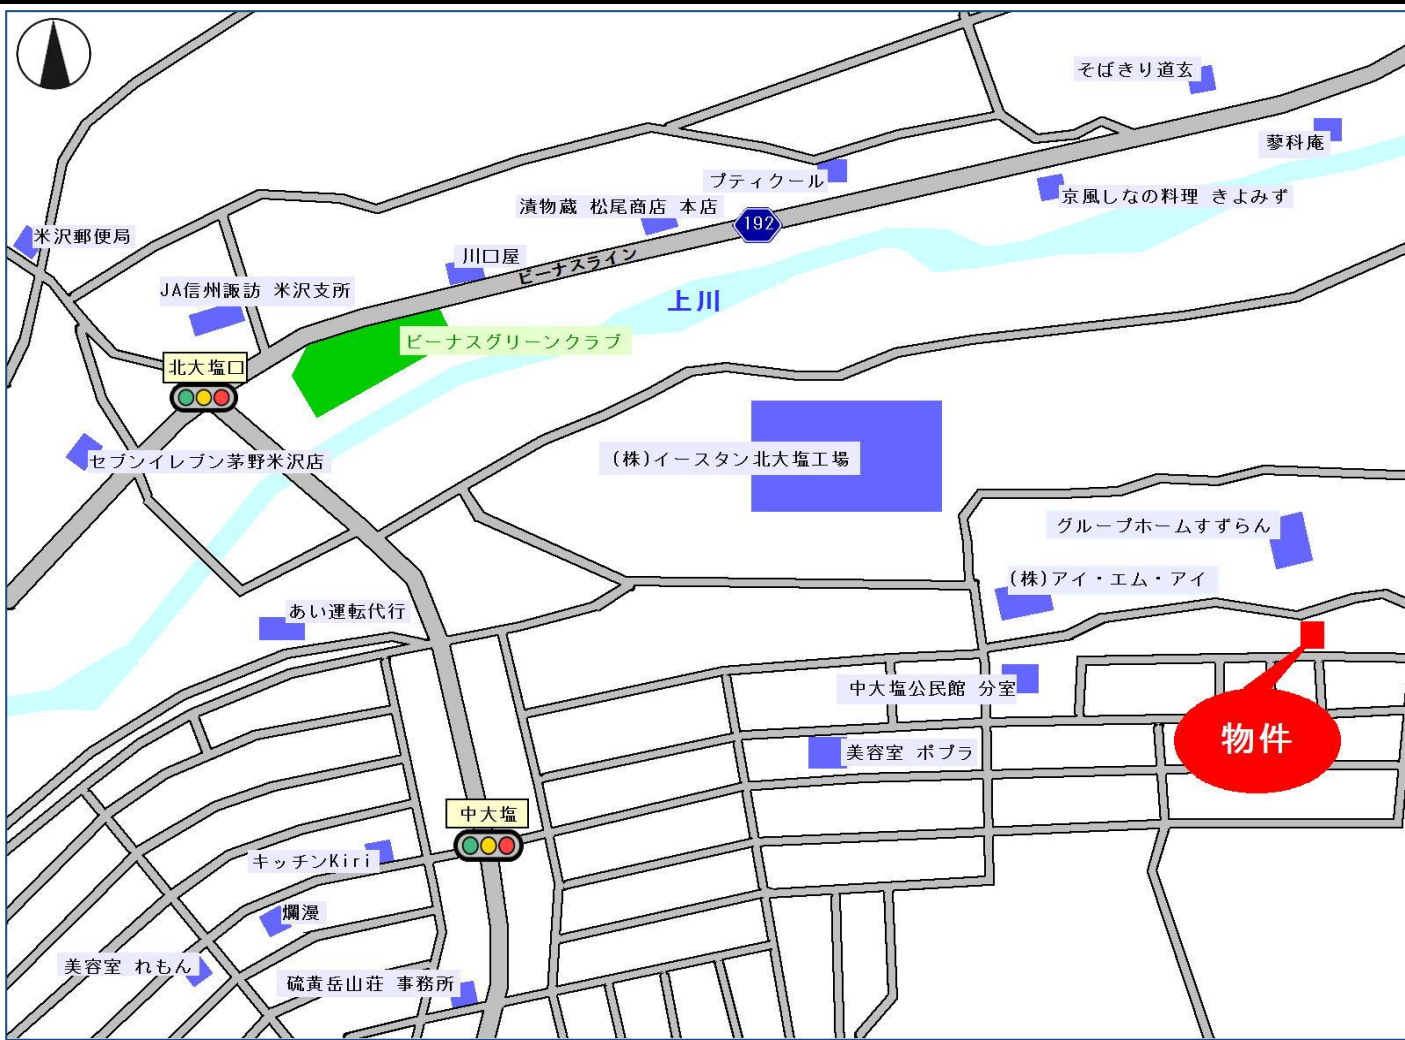 そばきり道玄
蓼科庵
プティクール
京風しなの料理 きよみず
漬物蔵 松尾商店 本店
192
米沢郵便局
川口屋
ビーナスライン
JA信州諏訪 米沢支所
上川
ビーナスグリーンクラブ
北大塩口
セブンイレブン茅野米沢店
(株)イースタン北大塩工場
グループホームすずらん
(株)アイ・エム・アイ
あい運転代行
中大塩公民館 分室
物件
美容室 ポプラ
中大塩
キッチンKiri
爛漫
美容室 れもん
硫黄岳山荘 事務所